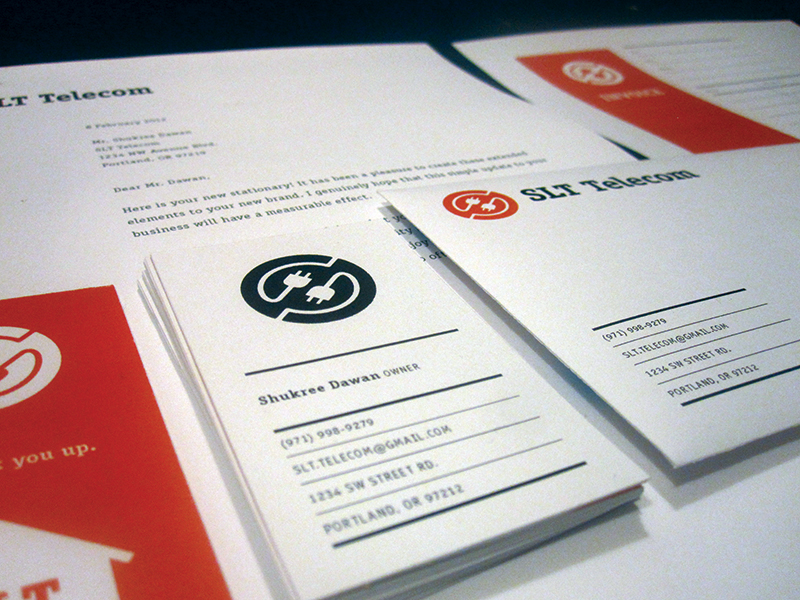 SLT Telecom
8 February 2012
Mr. Shukree Dawan
SLT Telecom
1234 NW Avenue Blvd.
Portland, OR 97219
Dear Mr. Dawan,
Here is your new stationary! It has been a pleasure to create these extended
elements to your new brand. I genuinely hope that this simple update to your
business will have a measurable effect.
INVOICE
SLT Telecom
(971) 998-9279
SLT.TELECOM@GMAIL.COM
1234 SW STREET RD.
PORTLAND, OR 97212
Shukree Dawan OWNER
(971) 998-9279
SLT.TELECOM@GMAIL.COM
1234 SW STREET RD.
PORTLAND, OR 97212
you up.